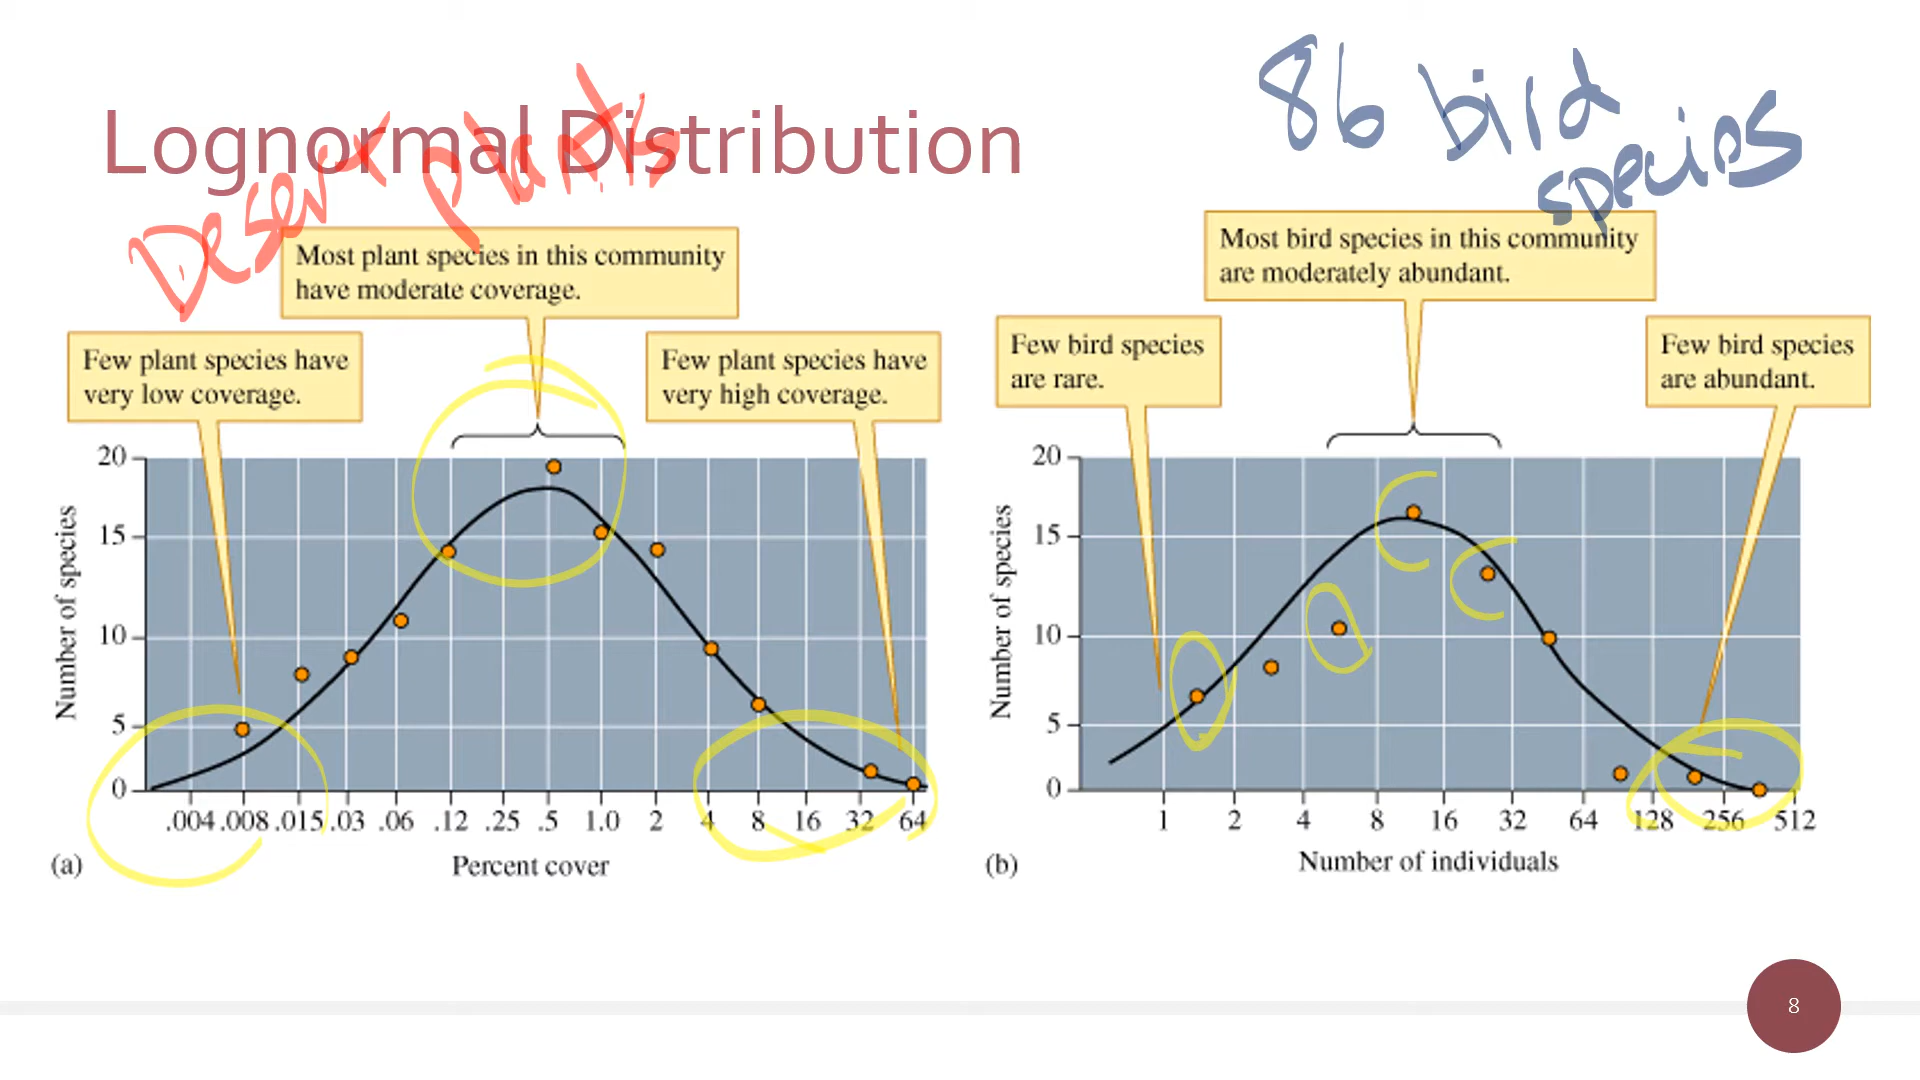 Lognormal Distribution
Desert plants
86 bird
species
Most plant species in this community
have moderate coverage.
Few plant species have
very low coverage.
Few plant species have
very high coverage.
20
15
10
5
0
Number of species
.004 .008 .015 .03 .06 .12 .25 .5 1.0 2 4 8 16 32 64
Percent cover
(a)
Most bird species in this community
are moderately abundant.
Few bird species
are rare.
Few bird species
are abundant.
20
15
10
5
0
Number of species
1 2 4 8 16 32 64 128 256 512
Number of individuals
(b)
8